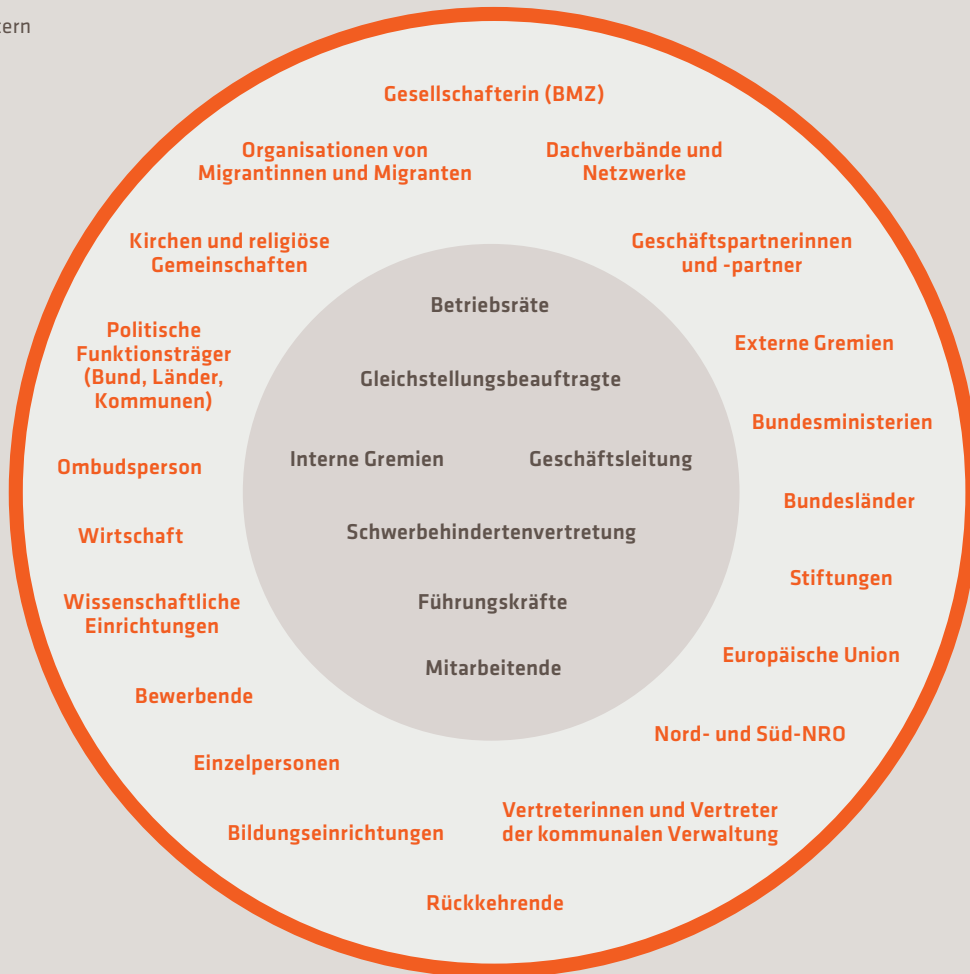 tern
Gesellschafterin (BMZ)
Organisationen von
Migrantinnen und Migranten
Dachverbände und
Netzwerke
Kirchen und religiöse
Gemeinschaften
Geschäftspartnerinnen
und -partner
Betriebsräte
Politische
Funktionsträger
(Bund, Länder,
Kommunen)
Externe Gremien
Gleichstellungsbeauftragte
Bundesministerien
Ombudsperson
Interne Gremien
Geschäftsleitung
Bundesländer
Wirtschaft
Schwerbehindertenvertretung
Stiftungen
Wissenschaftliche
Einrichtungen
Führungskräfte
Europäische Union
Mitarbeitende
Bewerbende
Nord- und Süd-NRO
Einzelpersonen
Vertreterinnen und Vertreter
der kommunalen Verwaltung
Bildungseinrichtungen
Rückkehrende